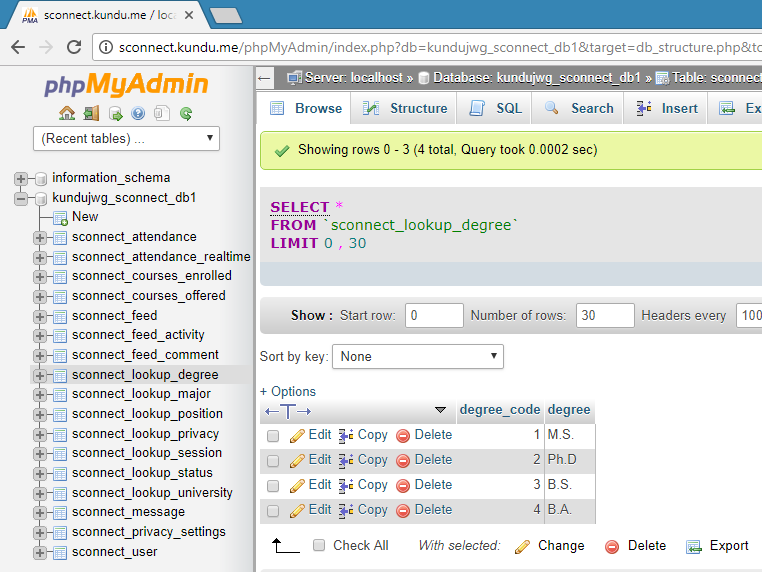 PMA sconnect.kundu.me / loca
sconnect.kundu.me/phpMyAdmin/index.php?db=kundujwg_sconnect_db1&target=db_structure.php&tc
phpMyAdmin
(Recent tables) ...
information_schema
kundujwg_sconnect_db1
New
sconnect_attendance
sconnect_attendance_realtime
sconnect_courses_enrolled
sconnect_courses_offered
sconnect_feed
sconnect_feed_activity
sconnect_feed_comment
sconnect_lookup_degree
sconnect_lookup_major
sconnect_lookup_position
sconnect_lookup_privacy
sconnect_lookup_session
sconnect_lookup_status
sconnect_lookup_university
sconnect_message
sconnect_privacy_settings
sconnect_user
Server: localhost » Database: kundujwg_sconnect_db1 » Table: sconnect
Browse Structure SQL Search Insert Ex
Showing rows 0 - 3 (4 total, Query took 0.0002 sec)
SELECT *
FROM `sconnect_lookup_degree`
LIMIT 0 , 30
Show : Start row: 0 Number of rows: 30 Headers every 100
Sort by key: None
+ Options
degree_code degree
Edit Copy Delete 1 M.S.
Edit Copy Delete 2 Ph.D
Edit Copy Delete 3 B.S.
Edit Copy Delete 4 B.A.
Check All With selected: Change Delete Export